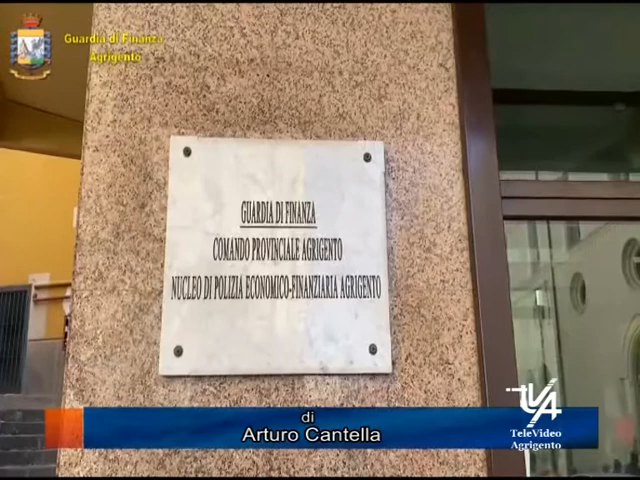 Guardia di Finanza
Agrigento
GUARDIA DI FINANZA
COMANDO PROVINCIALE AGRIGENTO
NUCLEO DI POLIZIA ECONOMICO-FINANZIARIA AGRIGENTO
di
Arturo Cantella
TVA
TeleVideo
Agrigento